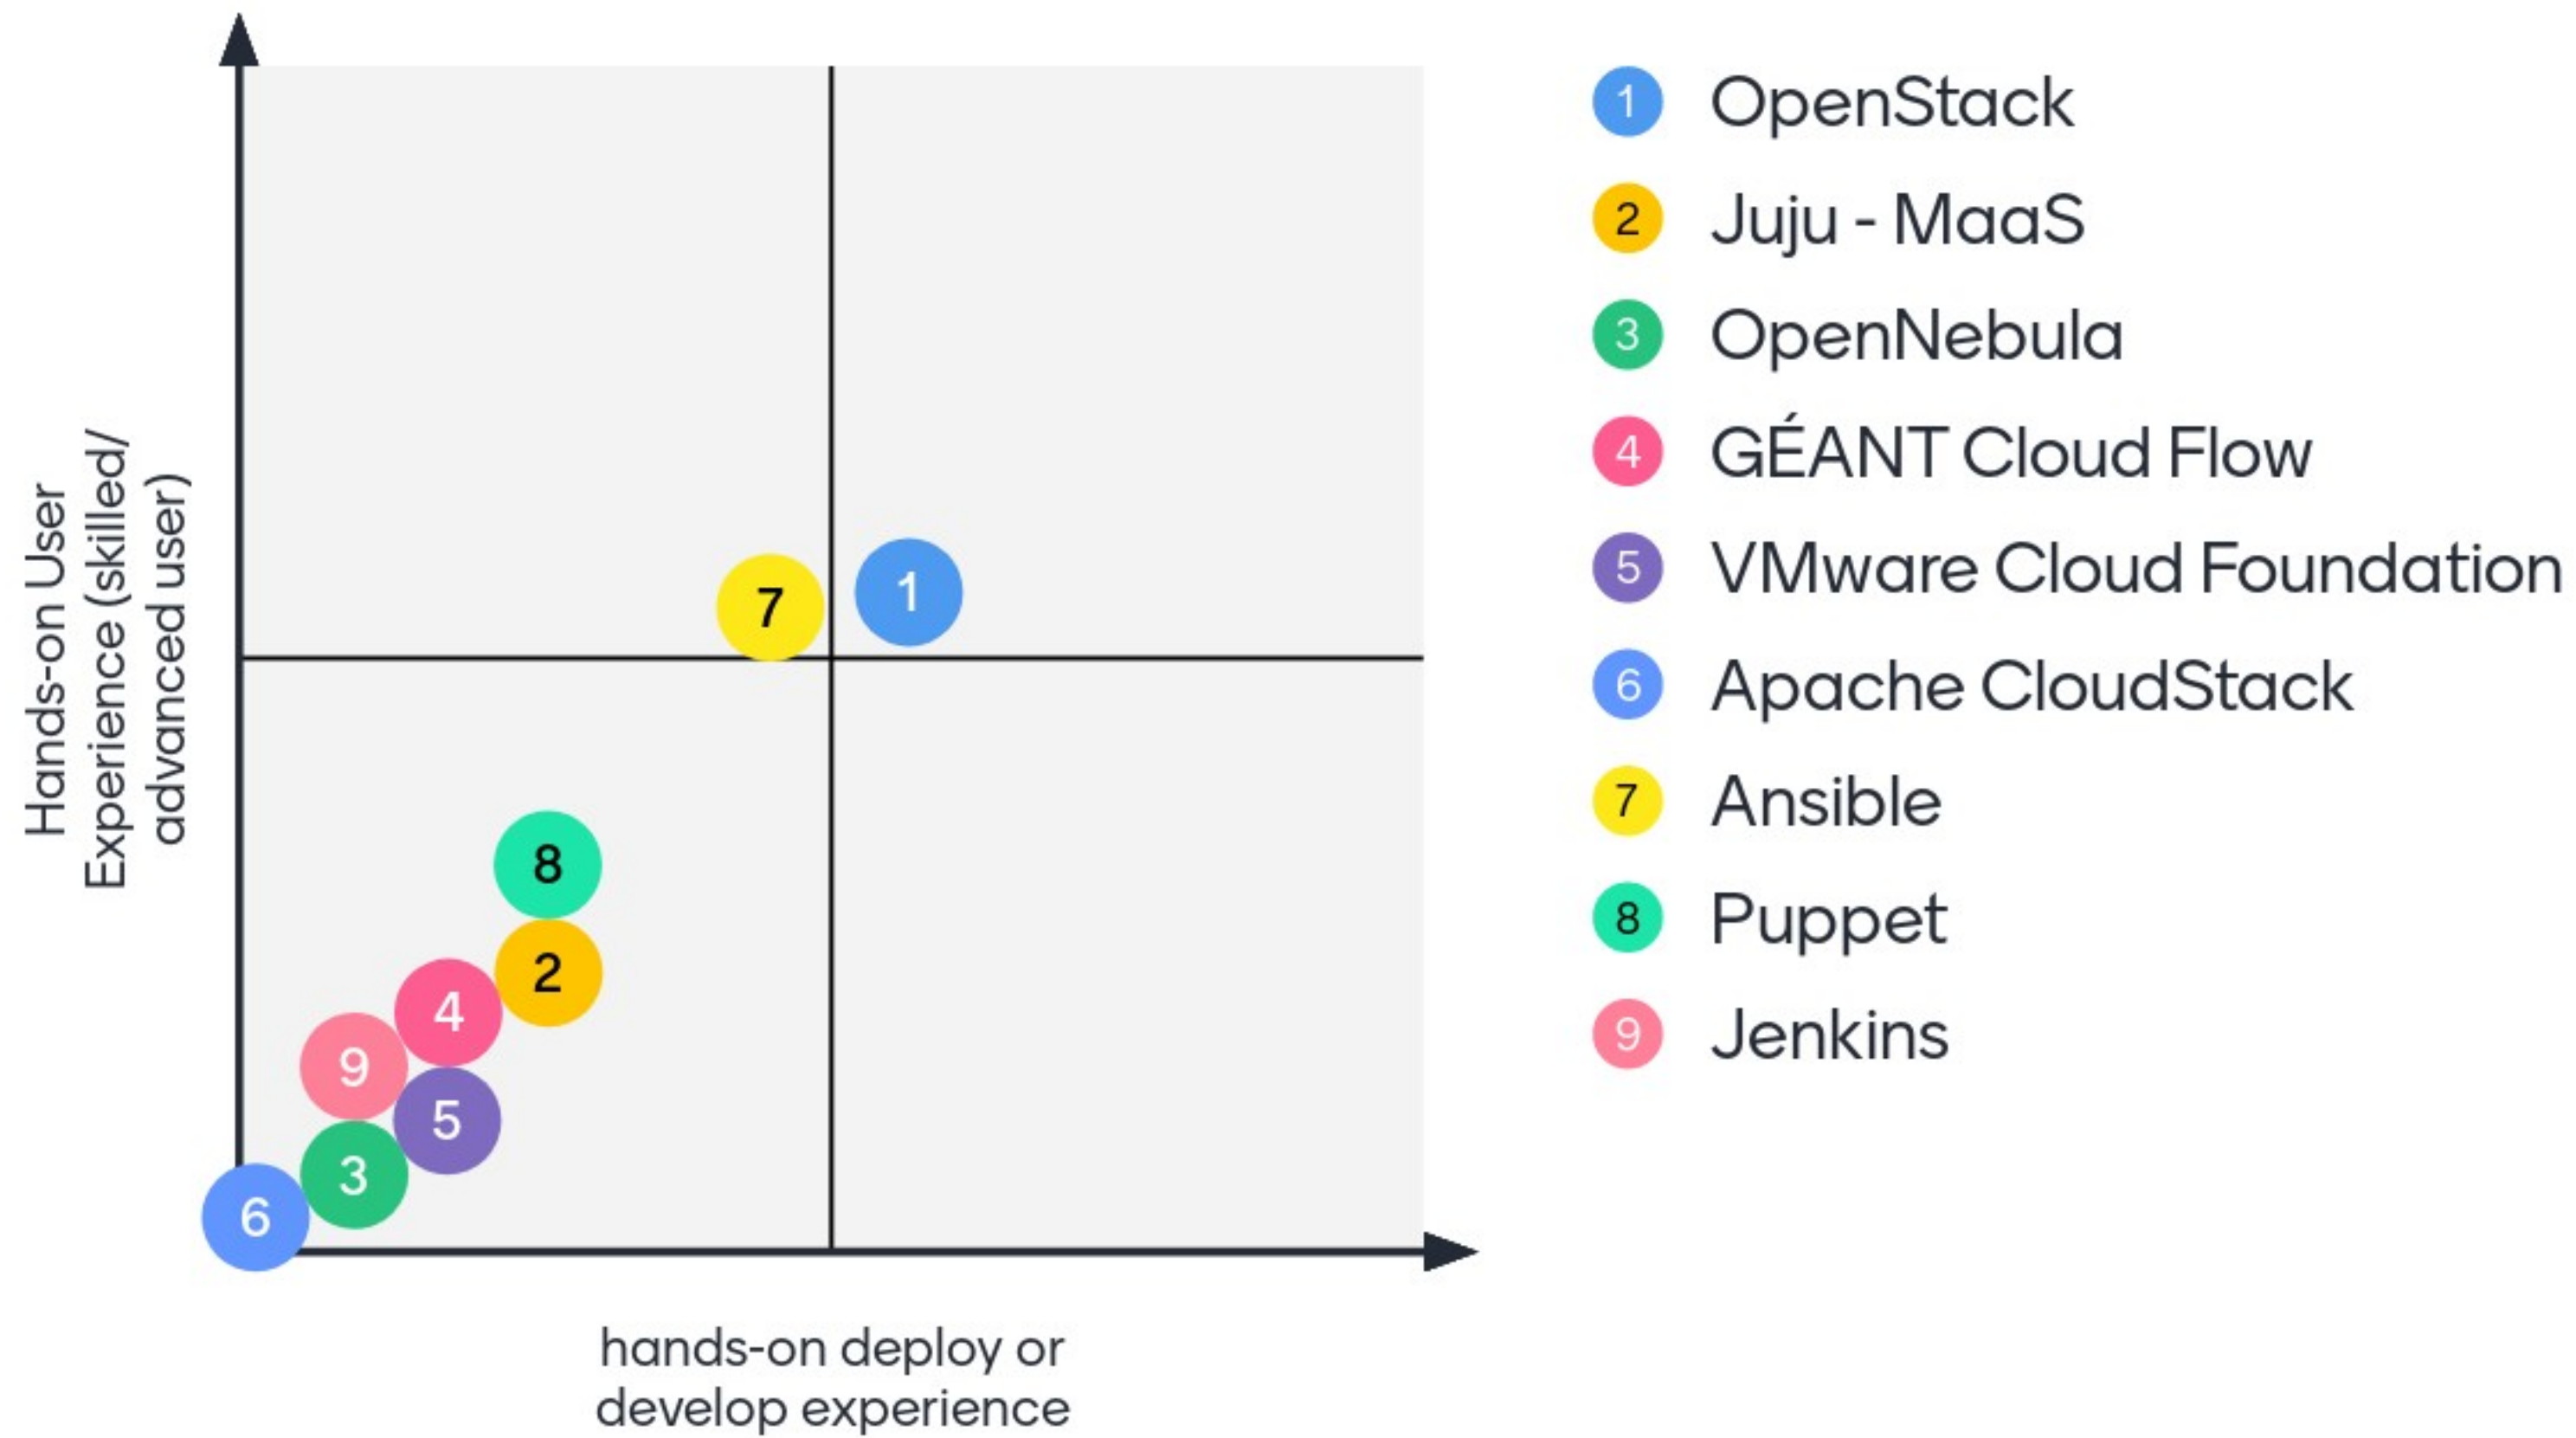 Hands-on User
Experience (skilled/
advanced user)
7
1
8
2
4
9
5
3
6
hands-on deploy or
develop experience
1 OpenStack
2 Juju - MaaS
3 OpenNebula
4 GÉANT Cloud Flow
5 VMware Cloud Foundation
6 Apache CloudStack
7 Ansible
8 Puppet
9 Jenkins